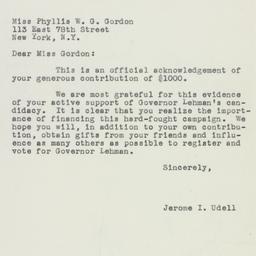 Miss Phyllis W. G. Gordon
113 East 78th Street
New York, N.Y.
Dear Miss Gordon:
This is an official acknowledgement of
your generous contribution of $1000.
We are most grateful for this evidence
of your active support of Governor Lehman's can-
didacy. It is clear that you realize the import-
ance of financing this hard-fought campaign. We
hope you will, in addition to your own contribu-
tion, obtain gifts from your friends and influ-
ence as many others as possible to register and
vote for Governor Lehman.
Sincerely,
Jerome I. Udell